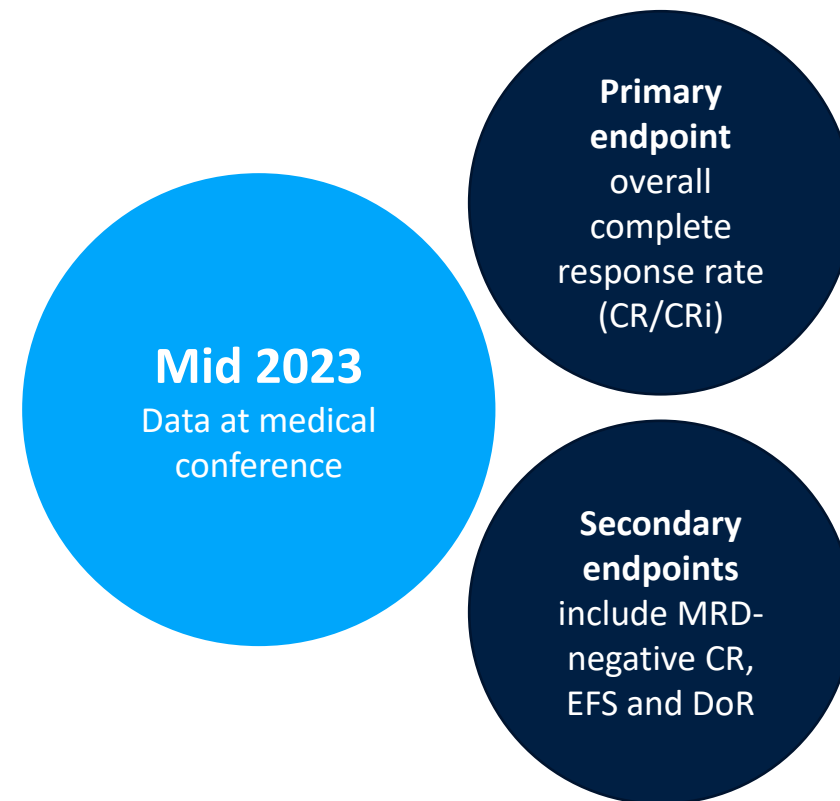 Mid 2023
Data at medical
conference
Primary
endpoint
overall
complete
response rate
(CR/CRi)
Secondary
endpoints
include MRD-
negative CR,
EFS and DoR